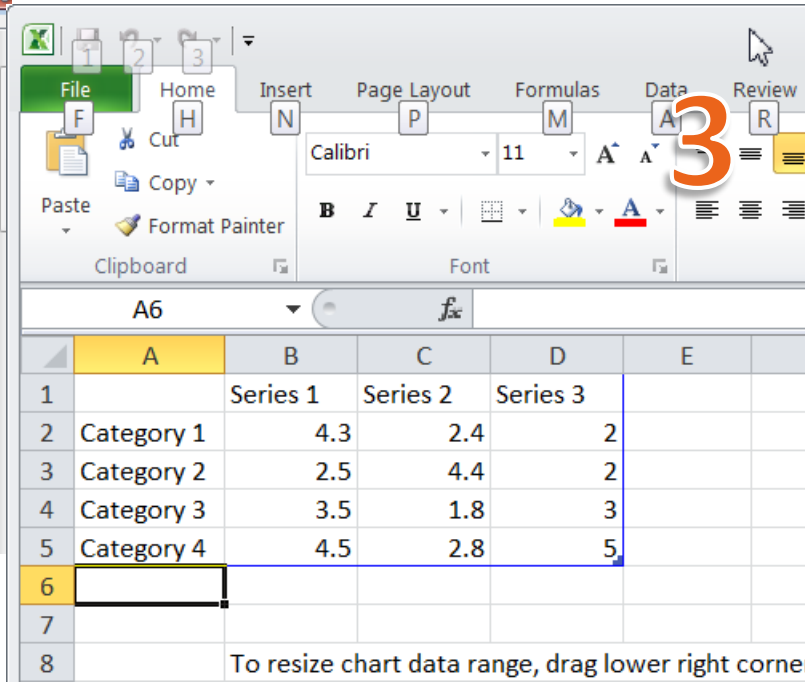 1 2 3
File Home Insert Page Layout Formulas Data Review
F H N P M A R
3
Cut
Calibri 11 A A
Copy
Paste
B I U A
Format Painter
Clipboard Font
A6 fx
A B C D E
1 Series 1 Series 2 Series 3
2 Category 1 4.3 2.4 2
3 Category 2 2.5 4.4 2
4 Category 3 3.5 1.8 3
5 Category 4 4.5 2.8 5
6
7
8 To resize chart data range, drag lower right corner